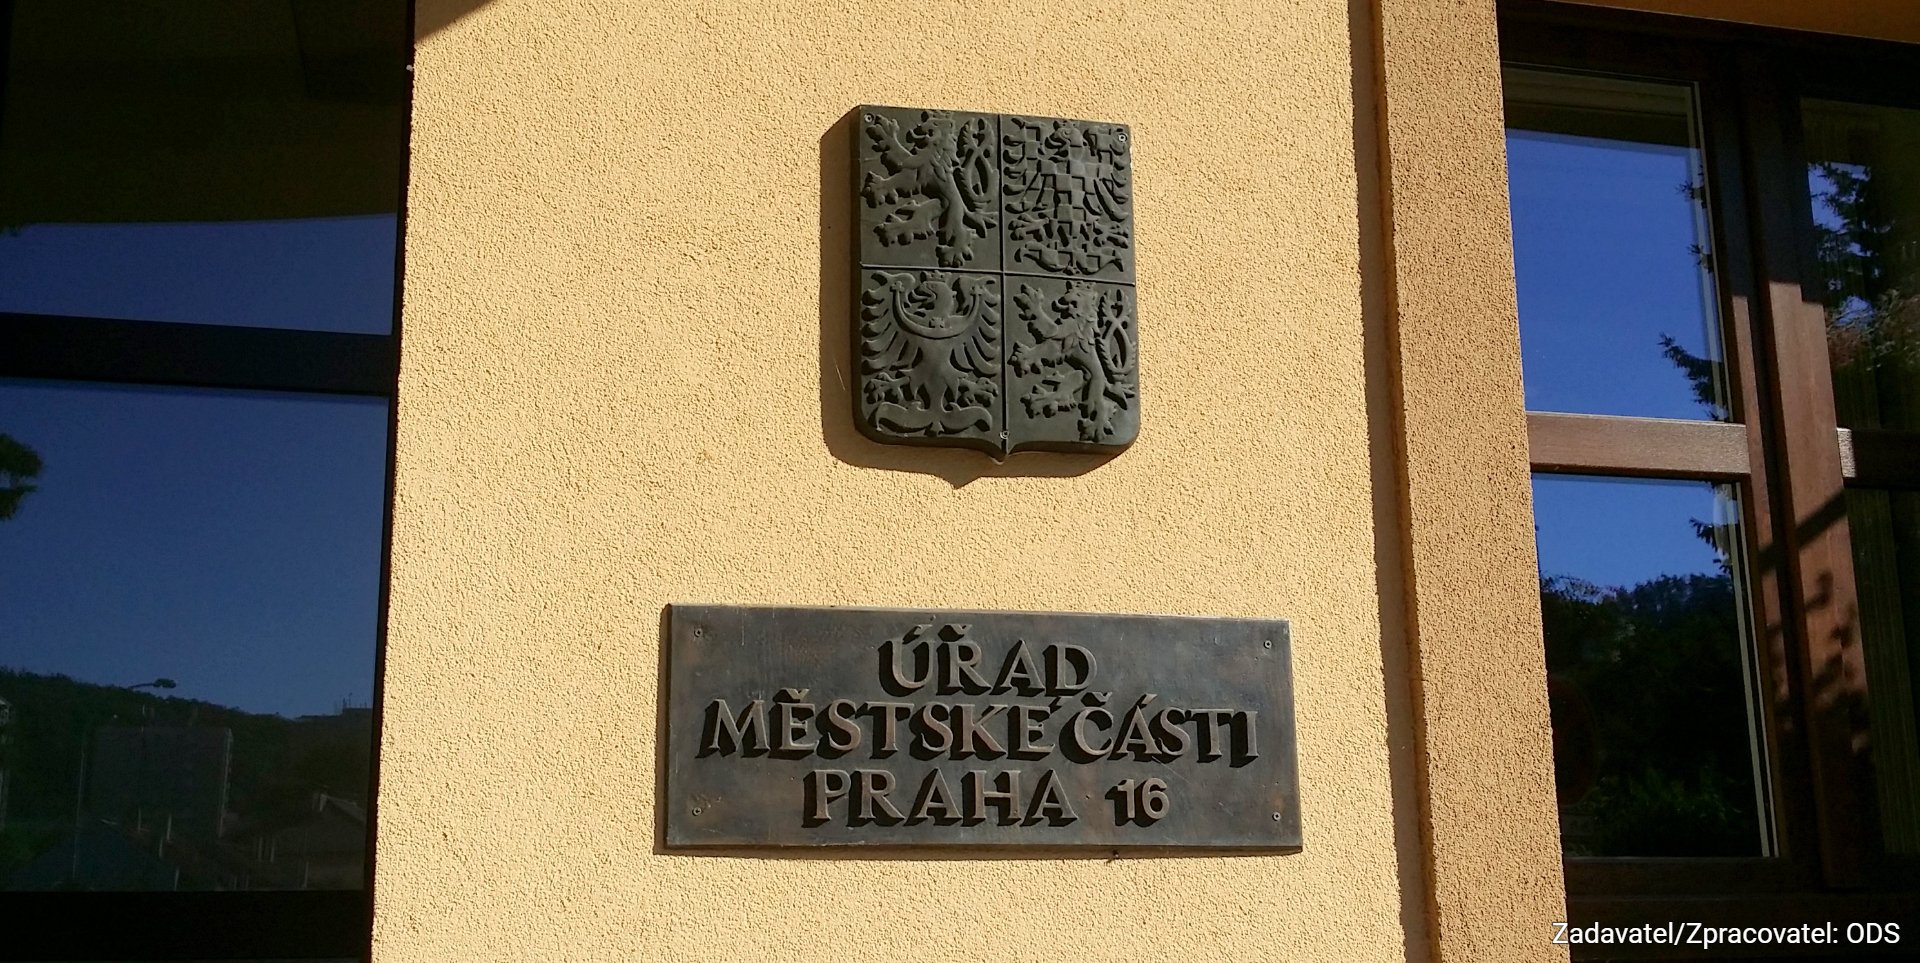 ÚŘAD
MĚSTSKÉ ČÁSTI
PRAHA 16
Zadavatel/Zpracovatel: ODS